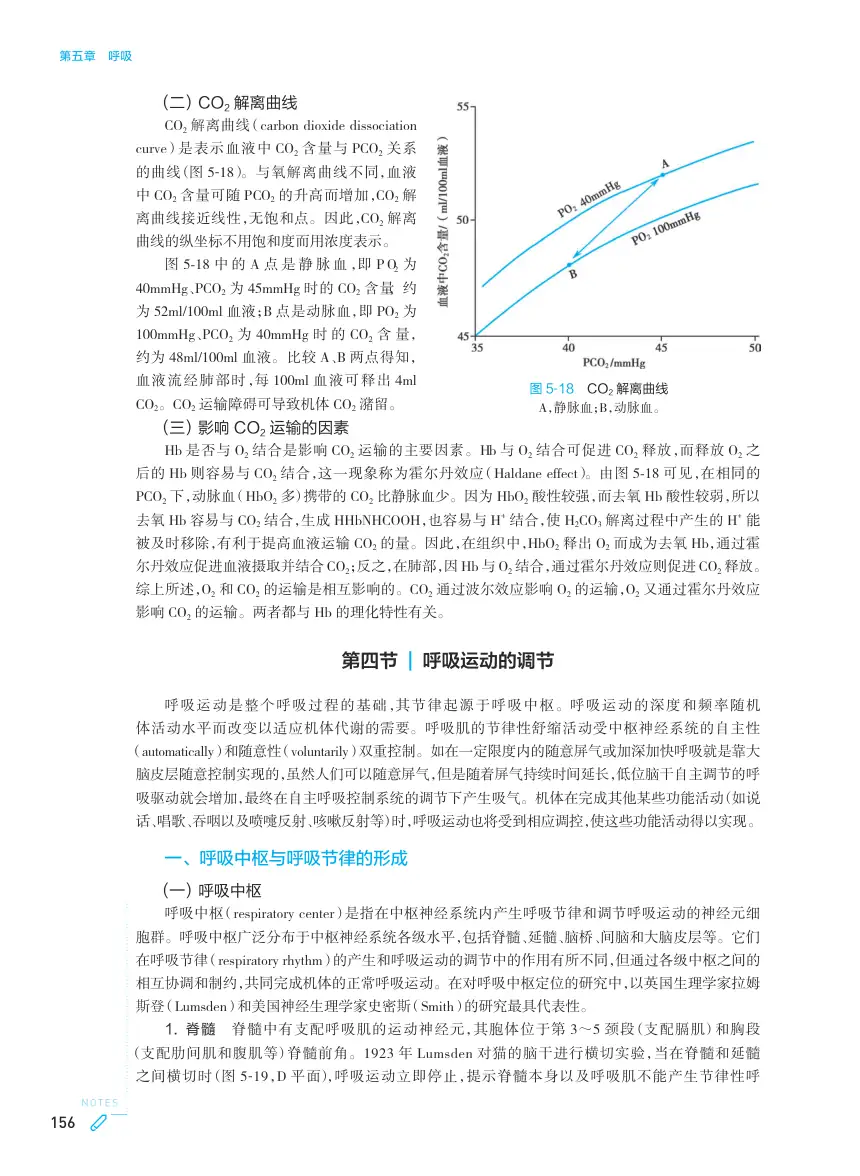 第五章 呼吸
（二）CO₂ 解离曲线
CO₂ 解离曲线（carbon dioxide dissociation
curve）是表示血液中 CO₂ 含量与 PCO₂ 关系
的曲线（图 5-18）。与氧解离曲线不同，血液
中 CO₂ 含量可随 PCO₂ 的升高而增加，CO₂ 解
离曲线接近线性，无饱和点。因此，CO₂ 解离
曲线的纵坐标不用饱和度而用浓度表示。
图 5-18 中的 A 点是静脉血，即 PO₂ 为
40mmHg、PCO₂ 为 45mmHg 时的 CO₂ 含量 约
为 52ml/100ml 血液；B 点是动脉血，即 PO₂ 为
100mmHg、PCO₂ 为 40mmHg 时的 CO₂ 含量，
约为 48ml/100ml 血液。比较 A、B 两点得知，
血液流经肺部时，每 100ml 血液可释出 4ml
CO₂。CO₂ 运输障碍可导致机体 CO₂ 潴留。
55
50
45
35
40
45
50
血液中CO₂含量/（ml/100ml血液）
PO₂ 40mmHg
A
PO₂ 100mmHg
B
PCO₂/mmHg
图 5-18 CO₂ 解离曲线
A，静脉血；B，动脉血。
（三）影响 CO₂ 运输的因素
Hb 是否与 O₂ 结合是影响 CO₂ 运输的主要因素。Hb 与 O₂ 结合可促进 CO₂ 释放，而释放 O₂ 之
后的 Hb 则容易与 CO₂ 结合，这一现象称为霍尔丹效应（Haldane effect）。由图 5-18 可见，在相同的
PCO₂ 下，动脉血（HbO₂ 多）携带的 CO₂ 比静脉血少。因为 HbO₂ 酸性较强，而去氧 Hb 酸性较弱，所以
去氧 Hb 容易与 CO₂ 结合，生成 HHbNHCOOH，也容易与 H⁺ 结合，使 H₂CO₃ 解离过程中产生的 H⁺ 能
被及时移除，有利于提高血液运输 CO₂ 的量。因此，在组织中，HbO₂ 释出 O₂ 而成为去氧 Hb，通过霍
尔丹效应促进血液摄取并结合 CO₂；反之，在肺部，因 Hb 与 O₂ 结合，通过霍尔丹效应则促进 CO₂ 释放。
综上所述，O₂ 和 CO₂ 的运输是相互影响的。CO₂ 通过波尔效应影响 O₂ 的运输，O₂ 又通过霍尔丹效应
影响 CO₂ 的运输。两者都与 Hb 的理化特性有关。
第四节｜呼吸运动的调节
呼吸运动是整个呼吸过程的基础，其节律起源于呼吸中枢。呼吸运动的深度和频率随机
体活动水平而改变以适应机体代谢的需要。呼吸肌的节律性舒缩活动受中枢神经系统的自主性
（automatically）和随意性（voluntarily）双重控制。如在一定限度内的随意屏气或加深加快呼吸就是靠大
脑皮层随意控制实现的，虽然人们可以随意屏气，但是随着屏气持续时间延长，低位脑干自主调节的呼
吸驱动就会增加，最终在自主呼吸控制系统的调节下产生吸气。机体在完成其他某些功能活动（如说
话、唱歌、吞咽以及喷嚏反射、咳嗽反射等）时，呼吸运动也将受到相应调控，使这些功能活动得以实现。
一、呼吸中枢与呼吸节律的形成
（一）呼吸中枢
呼吸中枢（respiratory center）是指在中枢神经系统内产生呼吸节律和调节呼吸运动的神经元细
胞群。呼吸中枢广泛分布于中枢神经系统各级水平，包括脊髓、延髓、脑桥、间脑和大脑皮层等。它们
在呼吸节律（respiratory rhythm）的产生和呼吸运动的调节中的作用有所不同，但通过各级中枢之间的
相互协调和制约，共同完成机体的正常呼吸运动。在对呼吸中枢定位的研究中，以英国生理学家拉姆
斯登（Lumsden）和美国神经生理学家史密斯（Smith）的研究最具代表性。
1. 脊髓 脊髓中有支配呼吸肌的运动神经元，其胞体位于第 3～5 颈段（支配膈肌）和胸段
（支配肋间肌和腹肌等）脊髓前角。1923 年 Lumsden 对猫的脑干进行横切实验，当在脊髓和延髓
之间横切时（图 5-19，D 平面），呼吸运动立即停止，提示脊髓本身以及呼吸肌不能产生节律性呼
NOTES
156